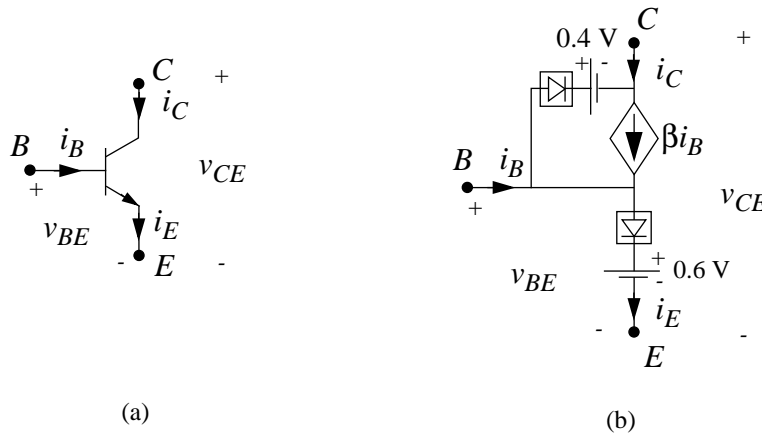 C
+
i_C
B
i_B
+
v_CE
v_BE
i_E
-
E
-
(a)
0.4 V
C
+
+
-
i_C
βi_B
B
i_B
+
v_CE
+
0.6 V
-
v_BE
i_E
-
-
E
(b)